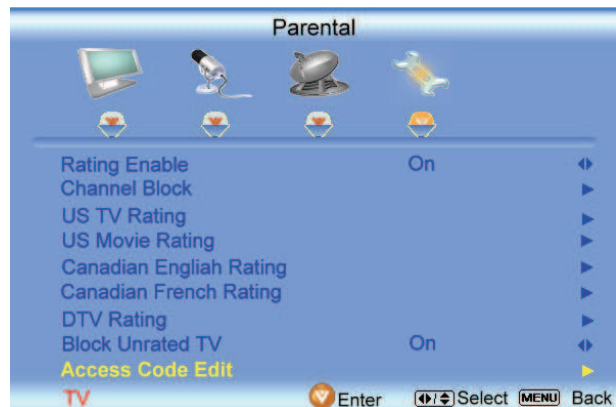 Parental
Rating Enable On
Channel Block
US TV Rating
US Movie Rating
Canadian Engliah Rating
Canadian French Rating
DTV Rating
Block Unrated TV On
Access Code Edit
TV Enter Select MENU Back